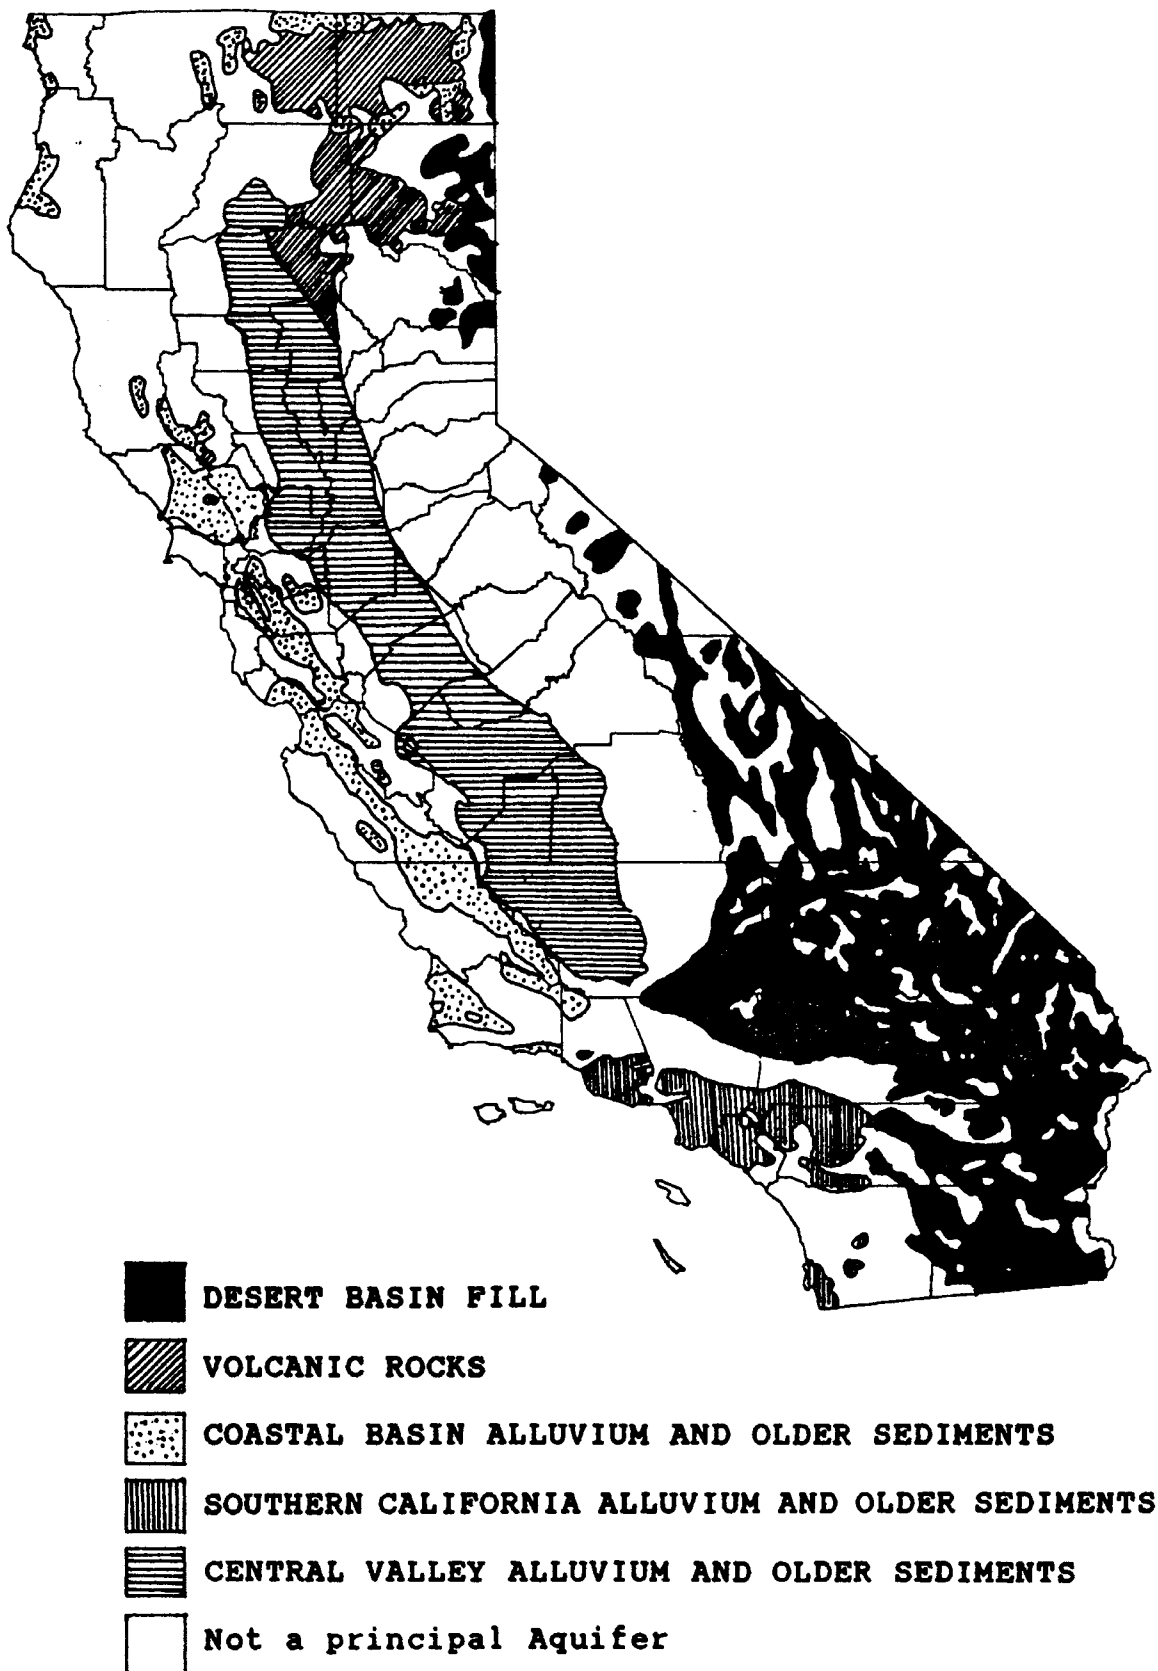 DESERT BASIN FILL
VOLCANIC ROCKS
COASTAL BASIN ALLUVIUM AND OLDER SEDIMENTS
SOUTHERN CALIFORNIA ALLUVIUM AND OLDER SEDIMENTS
CENTRAL VALLEY ALLUVIUM AND OLDER SEDIMENTS
Not a principal Aquifer